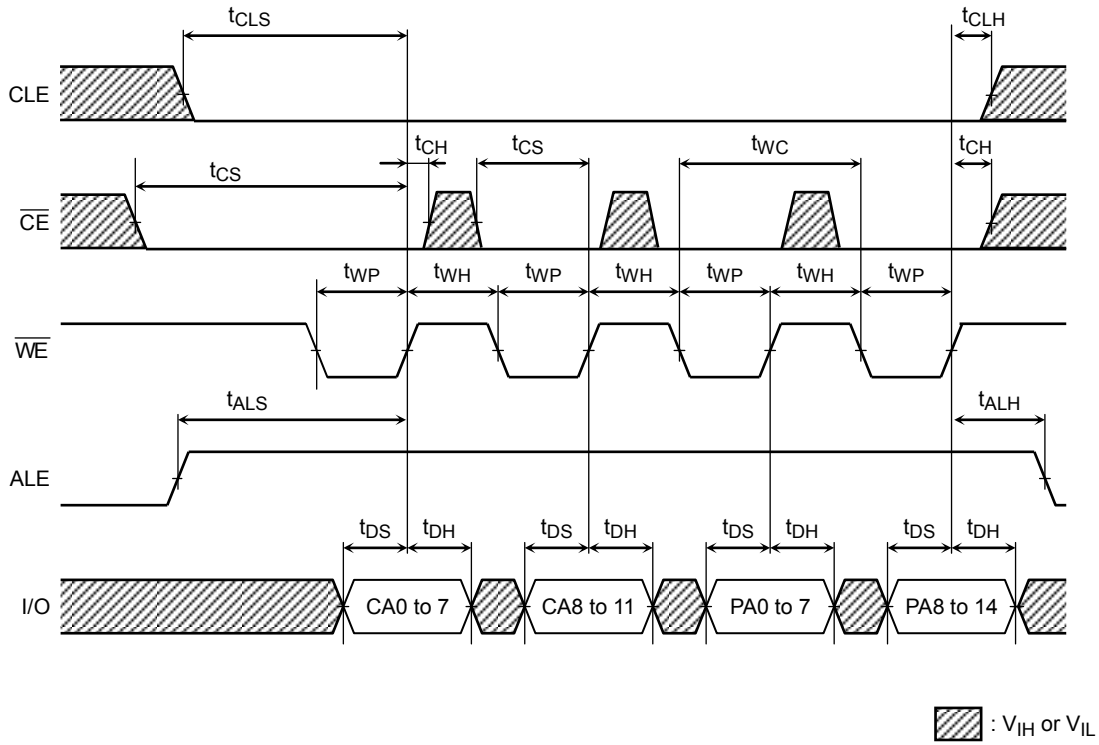 tCLS
tCLH
CLE
tCH
tCS
tWC
tCH
tCS
CE
tWP
tWH
tWP
tWH
tWP
tWH
tWP
WE
tALS
tALH
ALE
tDS
tDH
tDS
tDH
tDS
tDH
tDS
tDH
I/O
CA0 to 7
CA8 to 11
PA0 to 7
PA8 to 14
: VIH or VIL